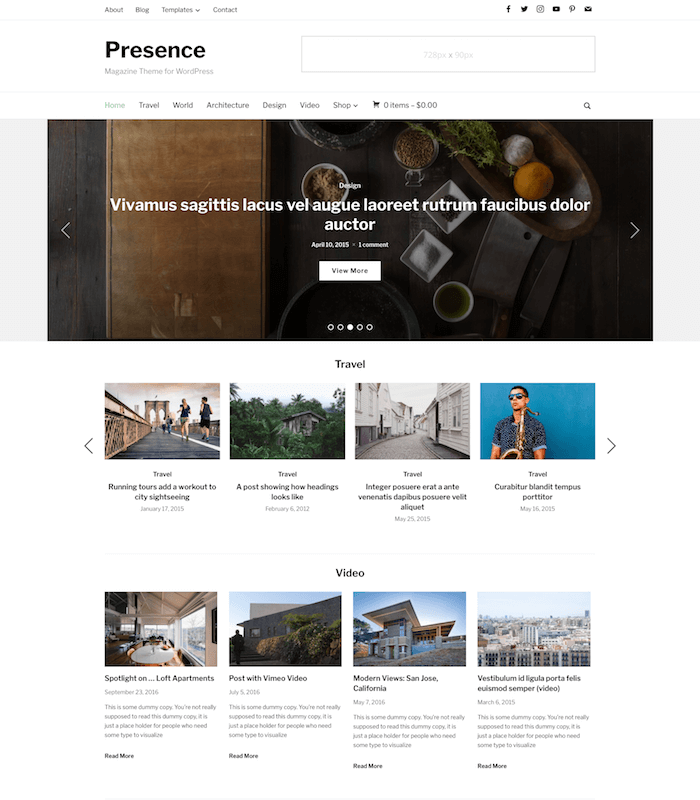 About Blog Templates Contact
Presence
Magazine Theme for WordPress
728px x 90px
Home Travel World Architecture Design Video Shop 0 items – $0.00
Design
Vivamus sagittis lacus vel augue laoreet rutrum faucibus dolor
auctor
April 10, 2015 • 1 comment
View More
Travel
Travel
Running tours add a workout to
city sightseeing
January 17, 2015
Travel
A post showing how headings
looks like
February 6, 2012
Travel
Integer posuere erat a ante
venenatis dapibus posuere velit
aliquet
May 25, 2015
Travel
Curabitur blandit tempus
porttitor
May 16, 2015
Video
Spotlight on … Loft Apartments
September 23, 2016
This is some dummy copy. You're not really
supposed to read this dummy copy, it is
just a place holder for people who need
some type to visualize
Read More
Post with Vimeo Video
July 5, 2016
This is some dummy copy. You're not really
supposed to read this dummy copy, it is
just a place holder for people who need
some type to visualize
Read More
Modern Views: San Jose,
California
May 7, 2016
This is some dummy copy. You're not really
supposed to read this dummy copy, it is
just a place holder for people who need
some type to visualize
Read More
Vestibulum id ligula porta felis
euismod semper (video)
March 6, 2015
This is some dummy copy. You're not really
supposed to read this dummy copy, it is
just a place holder for people who need
some type to visualize
Read More